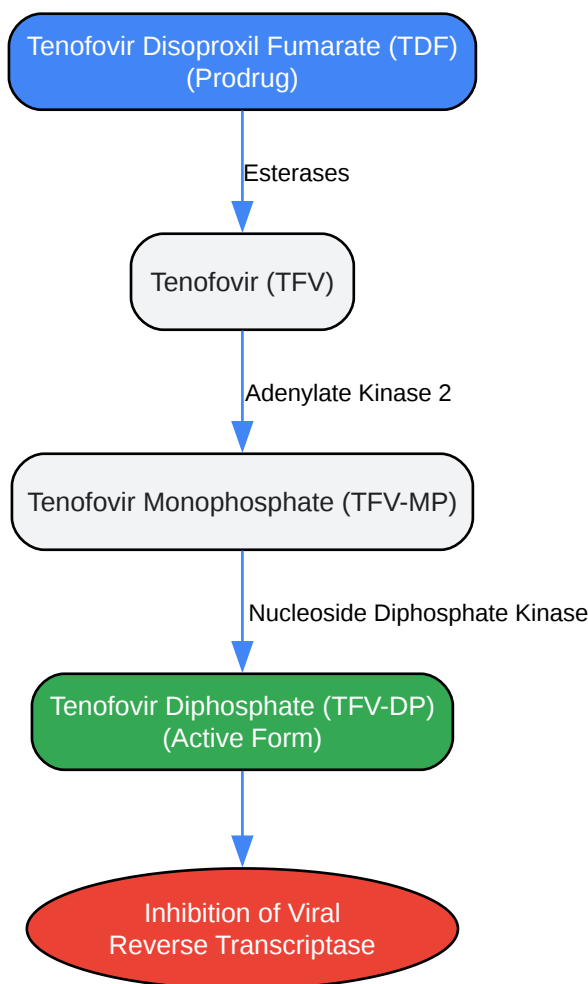 Tenofovir Disoproxil Fumarate (TDF)
(Prodrug)
Esterases
Tenofovir (TFV)
Adenylate Kinase 2
Tenofovir Monophosphate (TFV-MP)
Nucleoside Diphosphate Kinase
Tenofovir Diphosphate (TFV-DP)
(Active Form)
Inhibition of Viral
Reverse Transcriptase